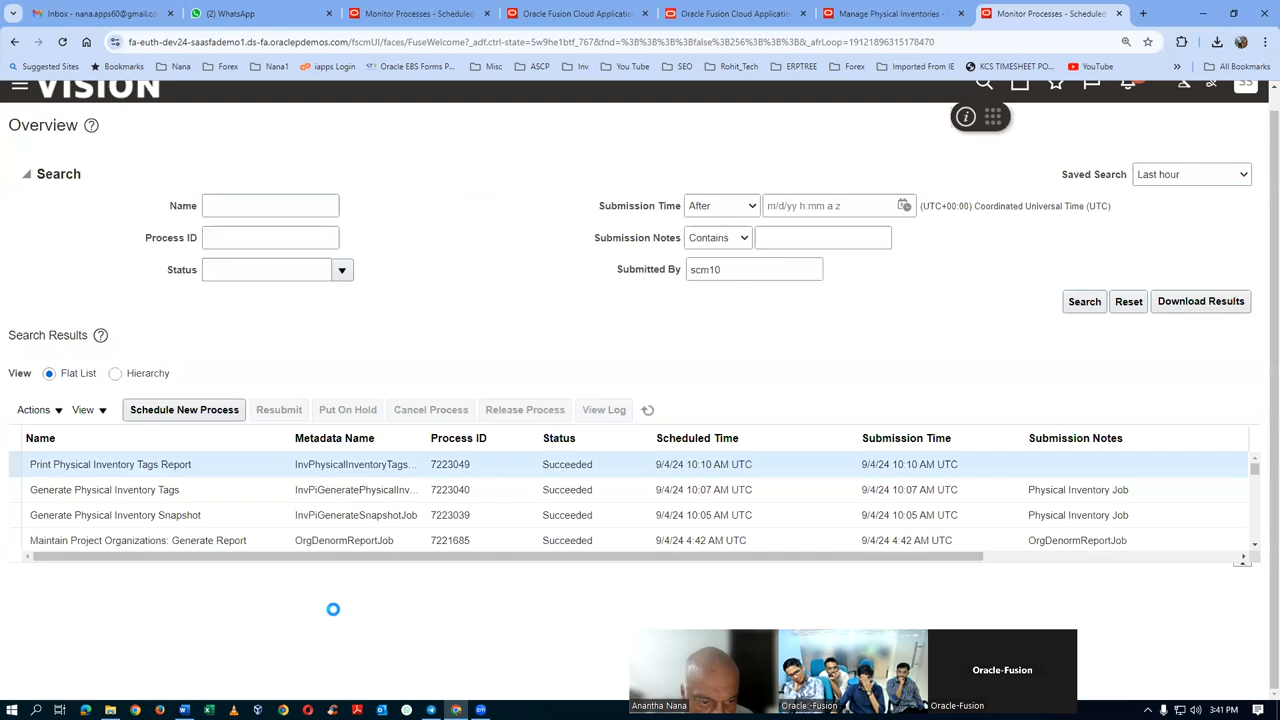 Inbox - nana.apps60@gmail.co
(2) WhatsApp
Monitor Processes - Scheduled
Oracle Fusion Cloud Application
Oracle Fusion Cloud Application
Manage Physical Inventories -
Monitor Processes - Scheduled
fa-euth-dev24-saasfademo1.ds-fa.oraclepdemos.com/fscmUI/faces/FuseWelcome?_adf.ctrl-state=5w9he1btf_767&fnd=%3B%3B%3B%3Bfalse%3B256%3B%3B%3B&_afrLoop=19121896315178470
Suggested Sites
Bookmarks
Nana
Forex
Nana1
iapps Login
Oracle EBS Forms P...
Misc
ASCP
Inv
You Tube
SEO
Rohit_Tech
ERPTREE
Forex
Imported From IE
KCS TIMESHEET PO...
YouTube
All Bookmarks
VISION
Overview
Search
Saved Search Last hour
Name
Submission Time After m/d/yy h:mm a z (UTC+00:00) Coordinated Universal Time (UTC)
Process ID
Submission Notes Contains
Status
Submitted By scm10
Search Reset Download Results
Search Results
View Flat List Hierarchy
Actions View Schedule New Process Resubmit Put On Hold Cancel Process Release Process View Log
Name Metadata Name Process ID Status Scheduled Time Submission Time Submission Notes
Print Physical Inventory Tags Report InvPhysicalInventoryTags... 7223049 Succeeded 9/4/24 10:10 AM UTC 9/4/24 10:10 AM UTC
Generate Physical Inventory Tags InvPiGeneratePhysicalInv... 7223040 Succeeded 9/4/24 10:07 AM UTC 9/4/24 10:07 AM UTC Physical Inventory Job
Generate Physical Inventory Snapshot InvPiGenerateSnapshotJob 7223039 Succeeded 9/4/24 10:05 AM UTC 9/4/24 10:05 AM UTC Physical Inventory Job
Maintain Project Organizations: Generate Report OrgDenormReportJob 7221685 Succeeded 9/4/24 4:42 AM UTC 9/4/24 4:42 AM UTC OrgDenormReportJob
Oracle-Fusion
Anantha Nana
Oracle-Fusion
Oracle-Fusion
3:41 PM